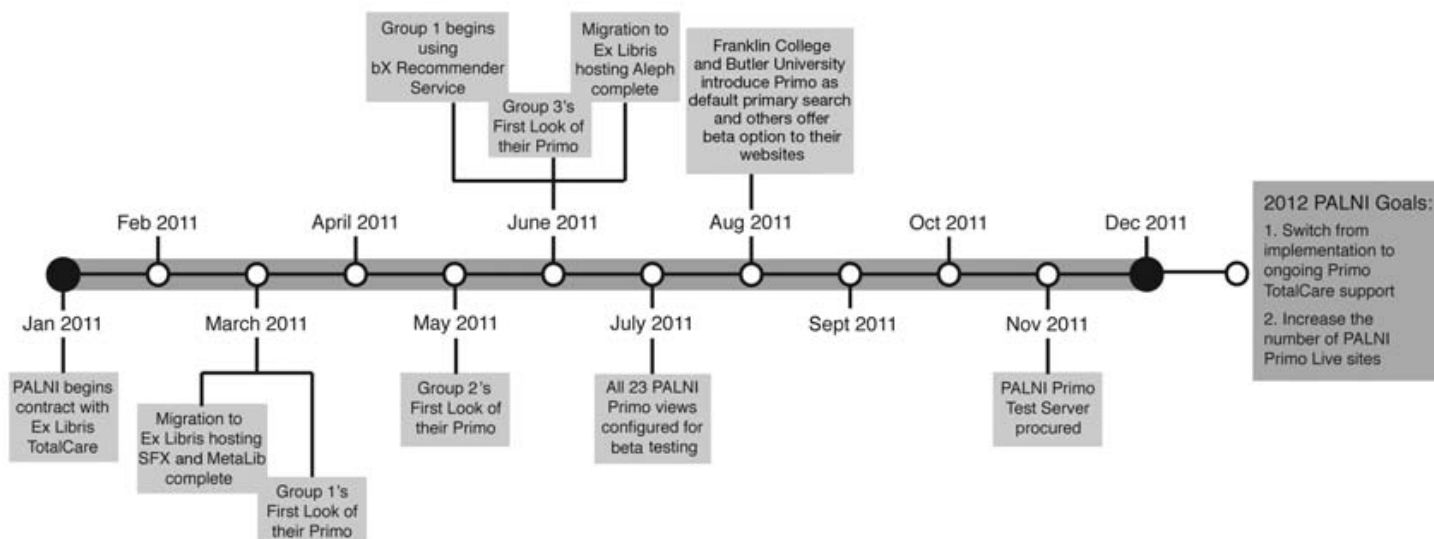 Group 1 begins
using
bX Recommender
Service
Group 3's
First Look of
their Primo
Migration to
Ex Libris
hosting Aleph
complete
Franklin College
and Butler University
introduce Primo as
default primary search
and others offer
beta option to their
websites
Feb 2011
April 2011
June 2011
Aug 2011
Oct 2011
Dec 2011
Jan 2011
March 2011
May 2011
July 2011
Sept 2011
Nov 2011
PALNI begins
contract with
Ex Libris
TotalCare
Migration to
Ex Libris hosting
SFX and MetaLib
complete
Group 1's
First Look of
their Primo
Group 2's
First Look of
their Primo
All 23 PALNI
Primo views
configured for
beta testing
PALNI Primo
Test Server
procured
2012 PALNI Goals:
1. Switch from
implementation to
ongoing Primo
TotalCare support
2. Increase the
number of PALNI
Primo Live sites